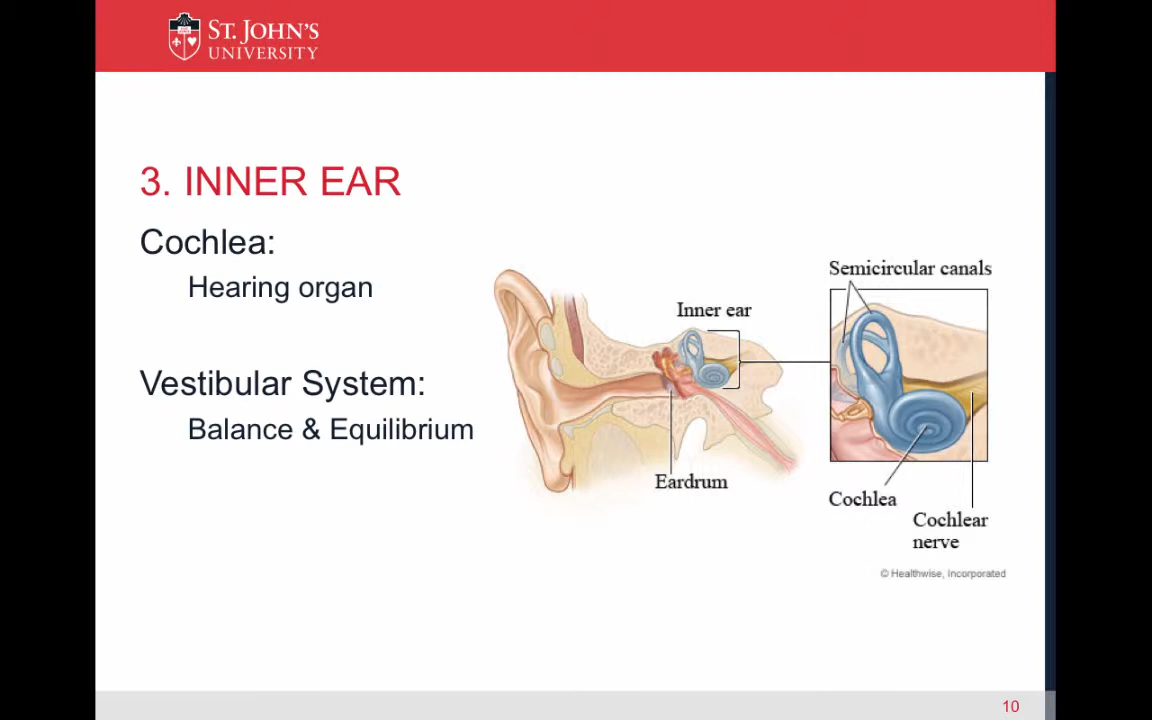 ST. JOHN'S
UNIVERSITY
3. INNER EAR
Cochlea:
Hearing organ
Vestibular System:
Balance & Equilibrium
Semicircular canals
Inner ear
Eardrum
Cochlea
Cochlear
nerve
© Healthwise, Incorporated
10